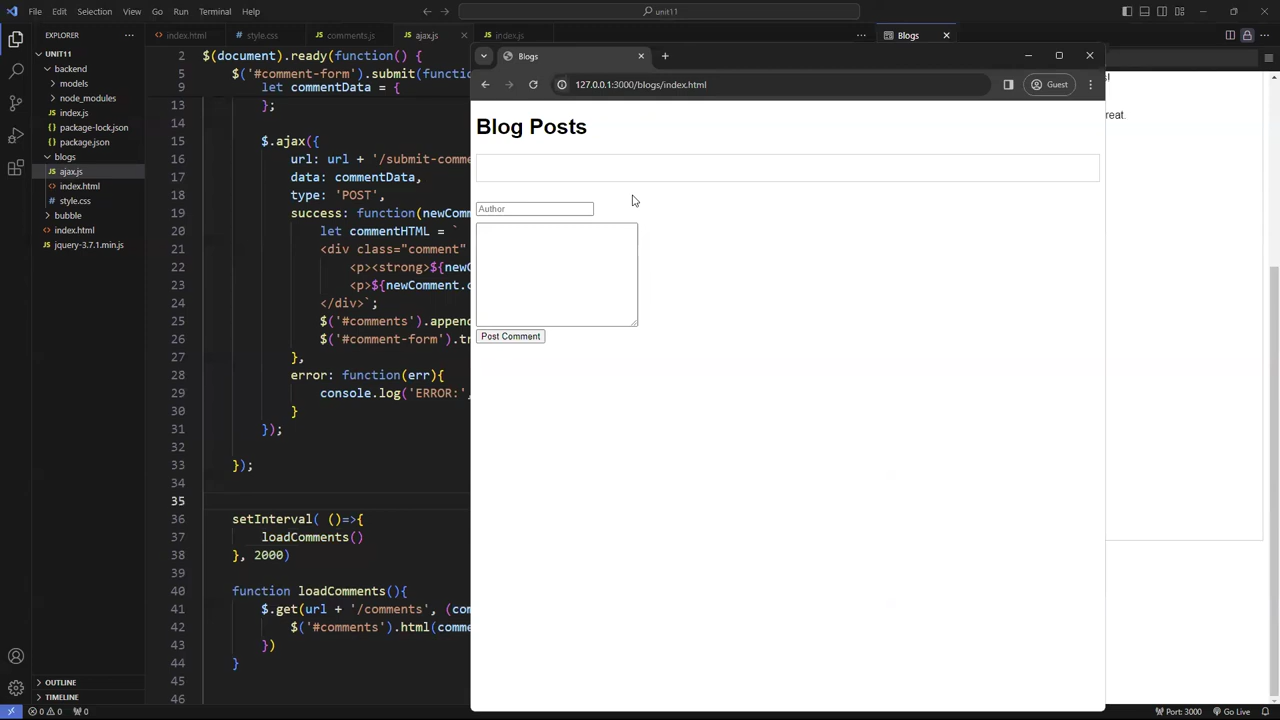 File Edit Selection View Go Run Terminal Help
unit11
EXPLORER
index.html
style.css
comments.js
ajax.js
index.js
Blogs
UNIT11
backend
models
node_modules
index.js
package-lock.json
package.json
blogs
ajax.js
index.html
style.css
bubble
index.html
jquery-3.7.1.min.js
OUTLINE
TIMELINE
2 $(document).ready(function() {
5 $('#comment-form').submit(functi
9 let commentData = {
13 };
14
15 $.ajax({
16 url: url + '/submit-comme
17 data: commentData,
18 type: 'POST',
19 success: function(newCom
20 let commentHTML = `
21 <div class="comment"
22 <p><strong>${new
23 <p>${newComment.c
24 </div>`;
25 $('#comments').appen
26 $('#comment-form').tr
27 },
28 error: function(err){
29 console.log('ERROR:',
30 }
31 });
32
33 });
34
35
36 setInterval( ()=>{
37 loadComments()
38 }, 2000)
39
40 function loadComments(){
41 $.get(url + '/comments', (com
42 $('#comments').html(comme
43 })
44 }
45
46
Blogs
127.0.0.1:3000/blogs/index.html
Guest
Blog Posts
Author
Post Comment
reat.
0 0 0
Port: 3000 Go Live